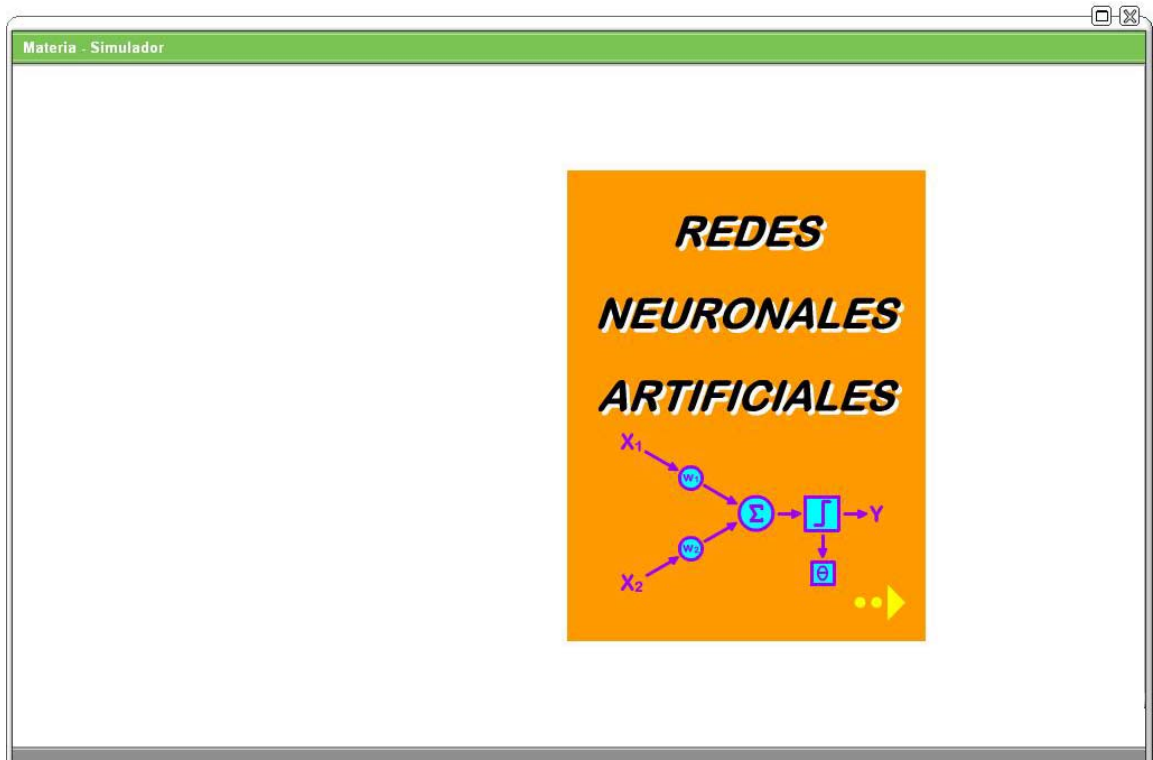 Materia - Simulador
REDES
NEURONALES
ARTIFICIALES
X1
W1
Σ
Y
W2
θ
X2